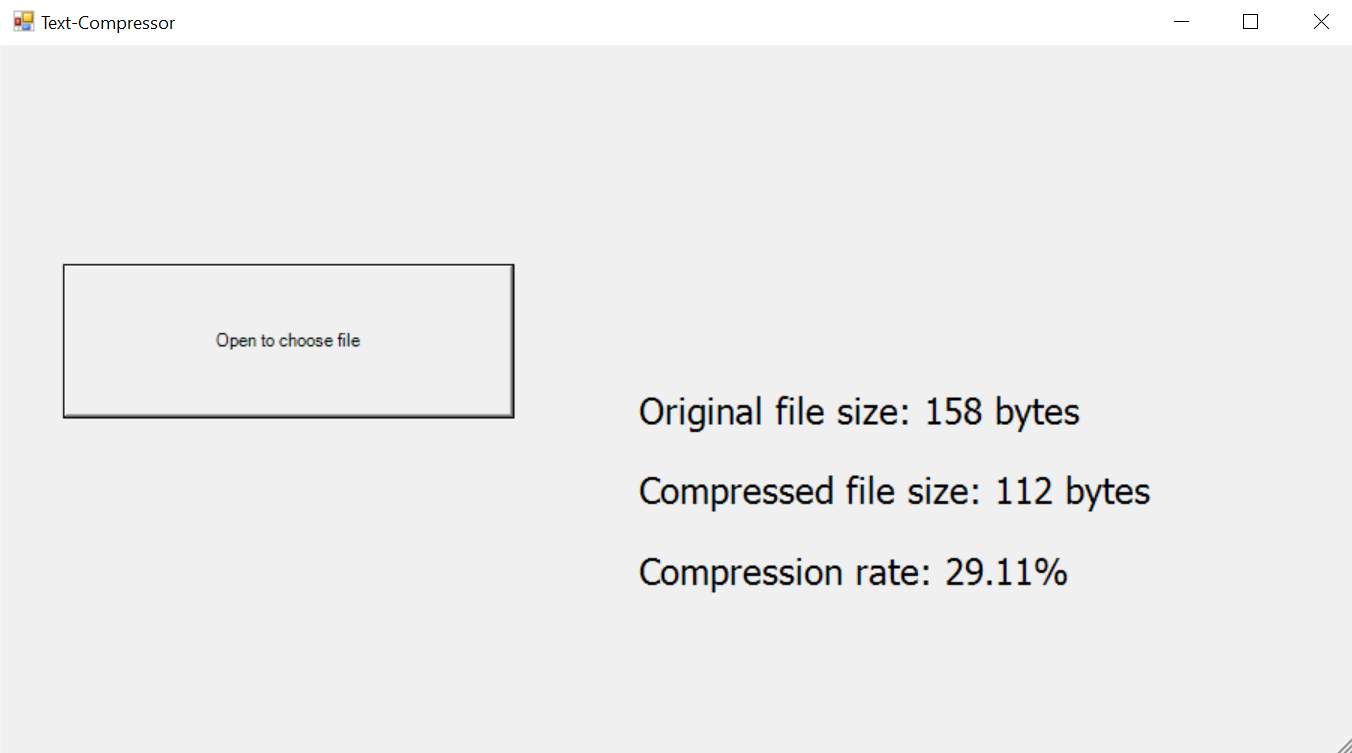 Text-Compressor
Open to choose file
Original file size: 158 bytes
Compressed file size: 112 bytes
Compression rate: 29.11%